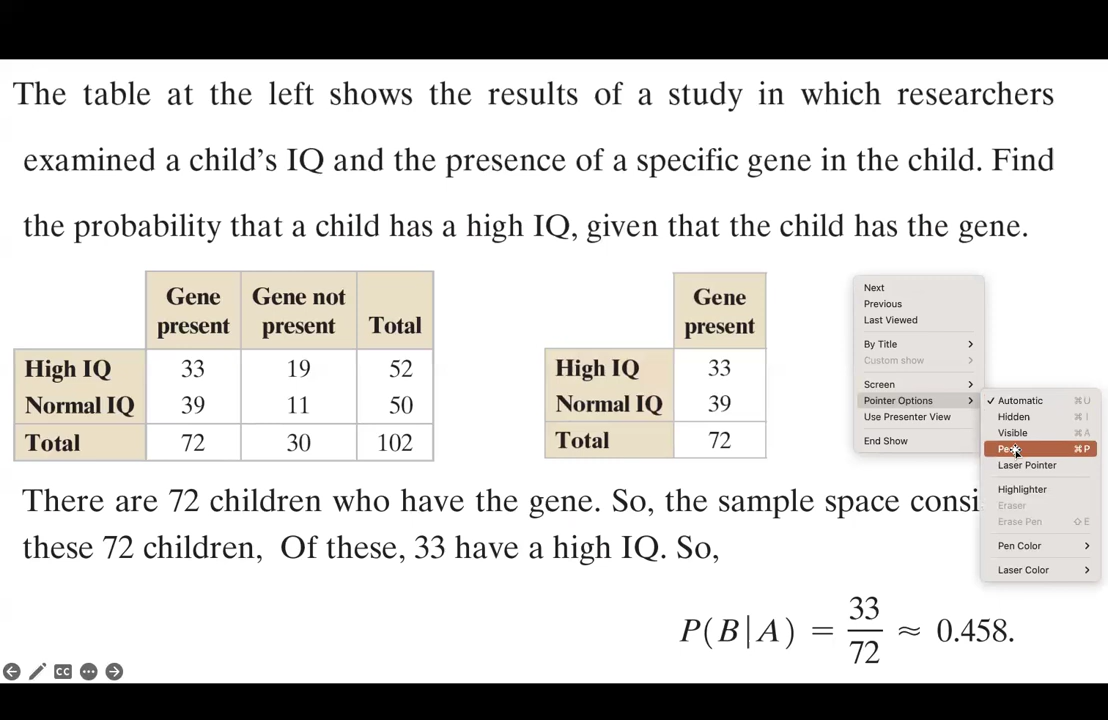 The table at the left shows the results of a study in which researchers
examined a child's IQ and the presence of a specific gene in the child. Find
the probability that a child has a high IQ, given that the child has the gene.
Gene present Gene not present Total
High IQ 33 19 52
Normal IQ 39 11 50
Total 72 30 102
Gene present
High IQ 33
Normal IQ 39
Total 72
Next
Previous
Last Viewed
By Title
Custom show
Screen
Pointer Options
Use Presenter View
End Show
✓ Automatic ⌘U
Hidden ⌘I
Visible ⌘A
⌘P
Laser Pointer
Highlighter
Eraser
Erase Pen ⇧E
Pen Color
Laser Color
There are 72 children who have the gene. So, the sample space
these 72 children, Of these, 33 have a high IQ. So,
P(B|A) = 33/72 ≈ 0.458.
CC